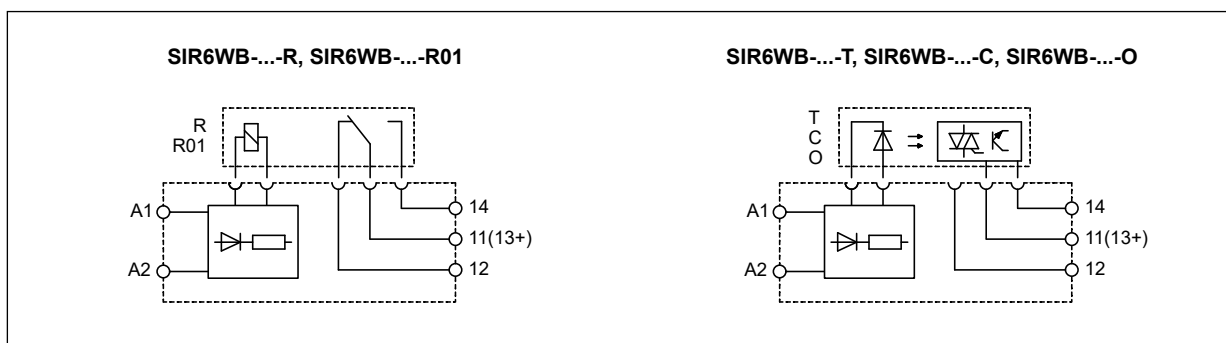 SIR6WB-...-R, SIR6WB-...-R01
R
R01
A1
A2
14
11(13+)
12
SIR6WB-...-T, SIR6WB-...-C, SIR6WB-...-O
T
C
O
A1
A2
14
11(13+)
12